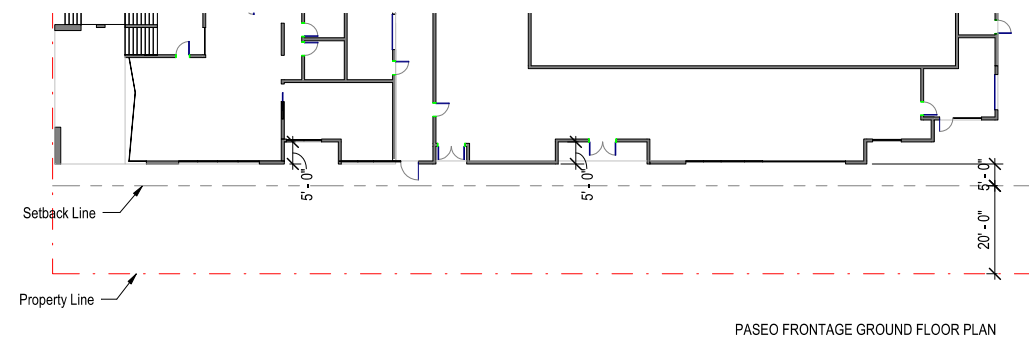 5' - 0"
5' - 0"
5' - 0"
Setback Line
20' - 0"
Property Line
PASEO FRONTAGE GROUND FLOOR PLAN